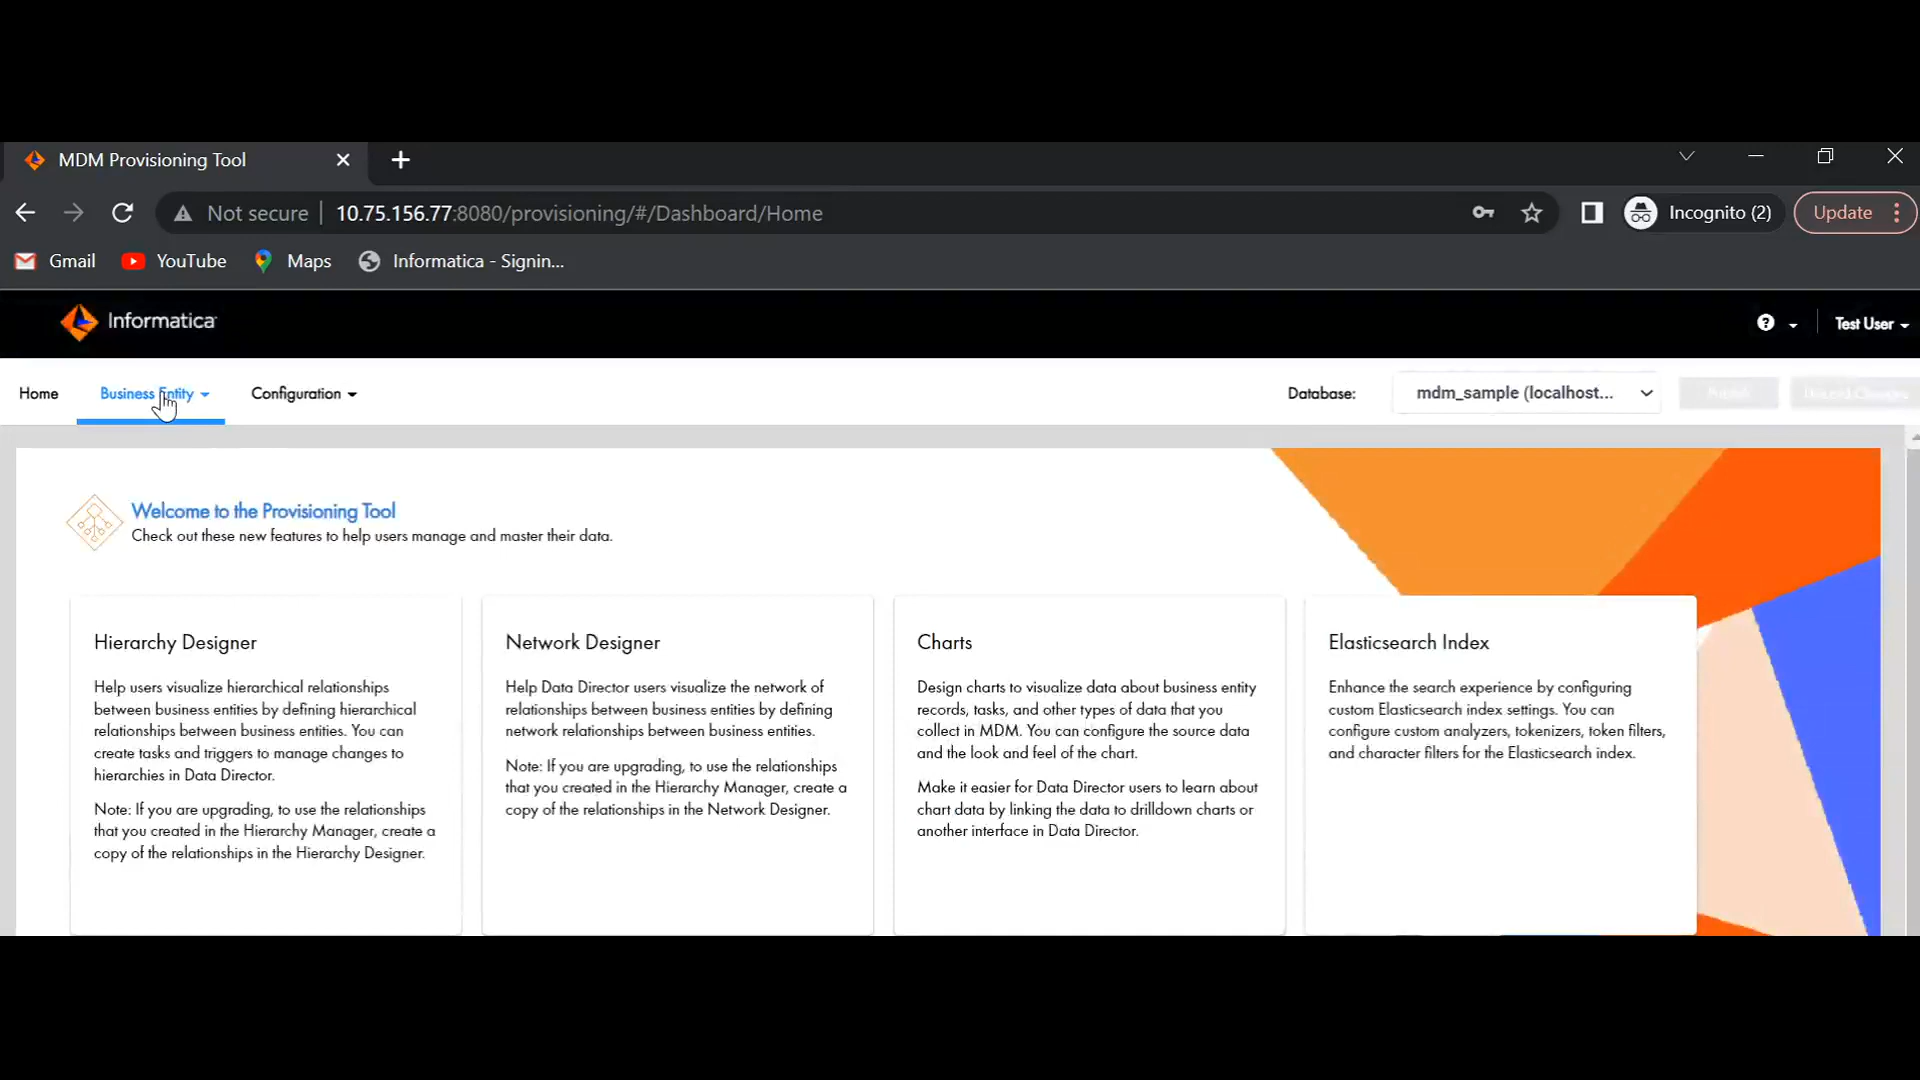 MDM Provisioning Tool
Not secure
10.75.156.77:8080/provisioning/#/Dashboard/Home
Incognito (2)
Update
Gmail
YouTube
Maps
Informatica - Signin...
Informatica
?
Test User
Home
Business Entity
Configuration
Database:
mdm_sample (localhost...
Publish
Discard Changes
Welcome to the Provisioning Tool
Check out these new features to help users manage and master their data.
Hierarchy Designer
Help users visualize hierarchical relationships
between business entities by defining hierarchical
relationships between business entities. You can
create tasks and triggers to manage changes to
hierarchies in Data Director.
Note: If you are upgrading, to use the relationships
that you created in the Hierarchy Manager, create a
copy of the relationships in the Hierarchy Designer.
Network Designer
Help Data Director users visualize the network of
relationships between business entities by defining
network relationships between business entities.
Note: If you are upgrading, to use the relationships
that you created in the Hierarchy Manager, create a
copy of the relationships in the Network Designer.
Charts
Design charts to visualize data about business entity
records, tasks, and other types of data that you
collect in MDM. You can configure the source data
and the look and feel of the chart.
Make it easier for Data Director users to learn about
chart data by linking the data to drilldown charts or
another interface in Data Director.
Elasticsearch Index
Enhance the search experience by configuring
custom Elasticsearch index settings. You can
configure custom analyzers, tokenizers, token filters,
and character filters for the Elasticsearch index.